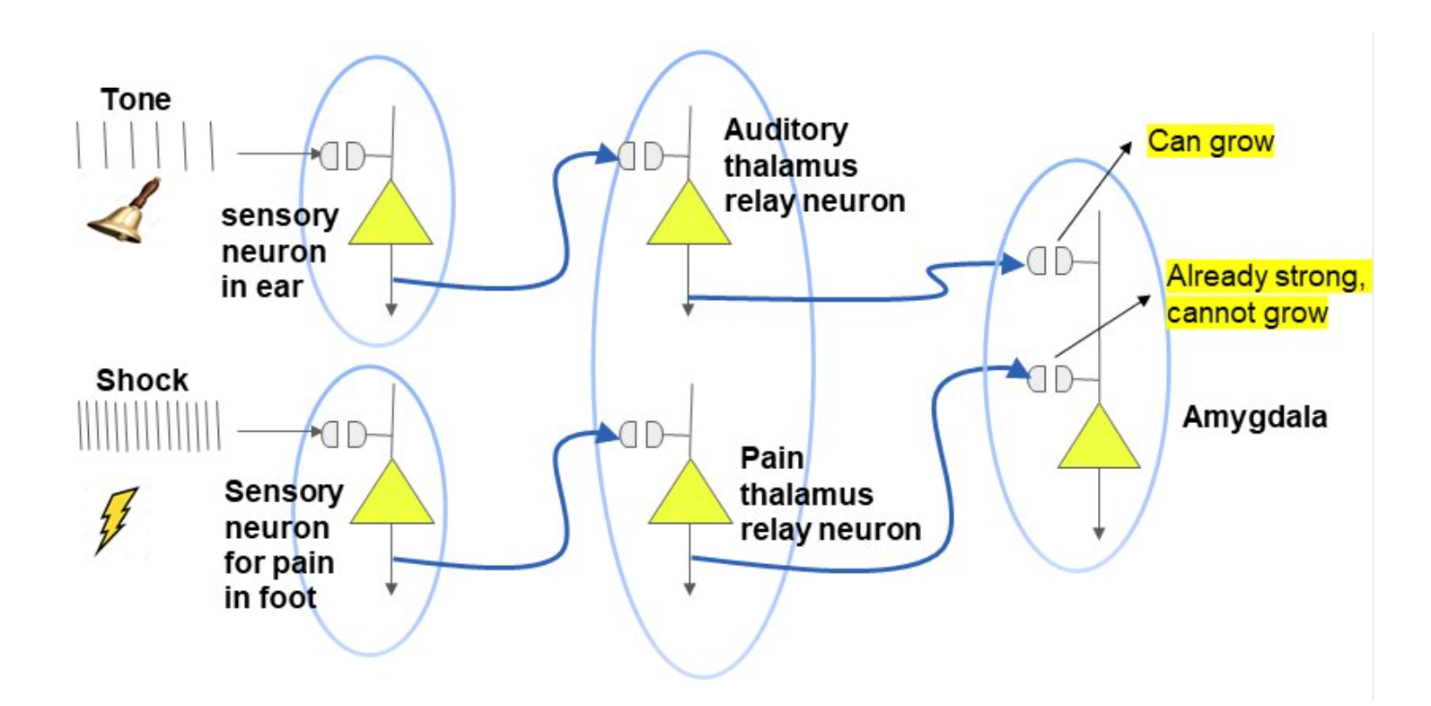 Tone
sensory
neuron
in ear
Auditory
thalamus
relay neuron
Can grow
Already strong,
cannot grow
Shock
Sensory
neuron
for pain
in foot
Pain
thalamus
relay neuron
Amygdala